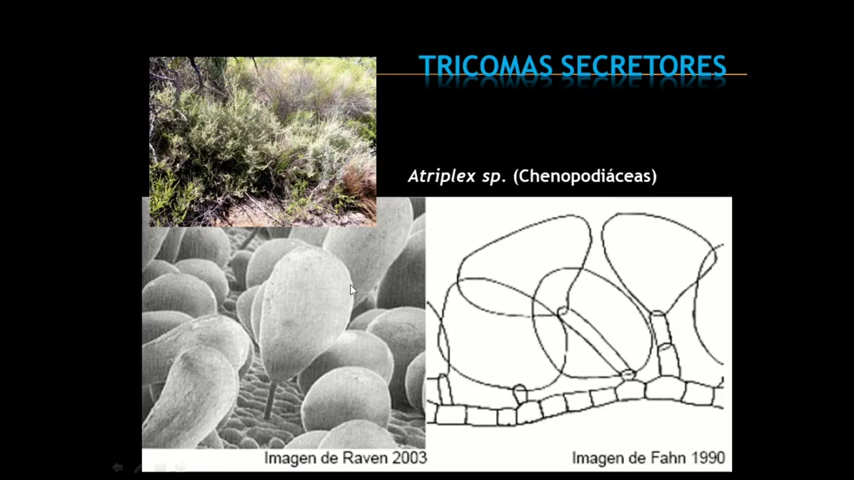 TRICOMAS SECRETORES
Atriplex sp. (Chenopodiáceas)
Imagen de Raven 2003
Imagen de Fahn 1990